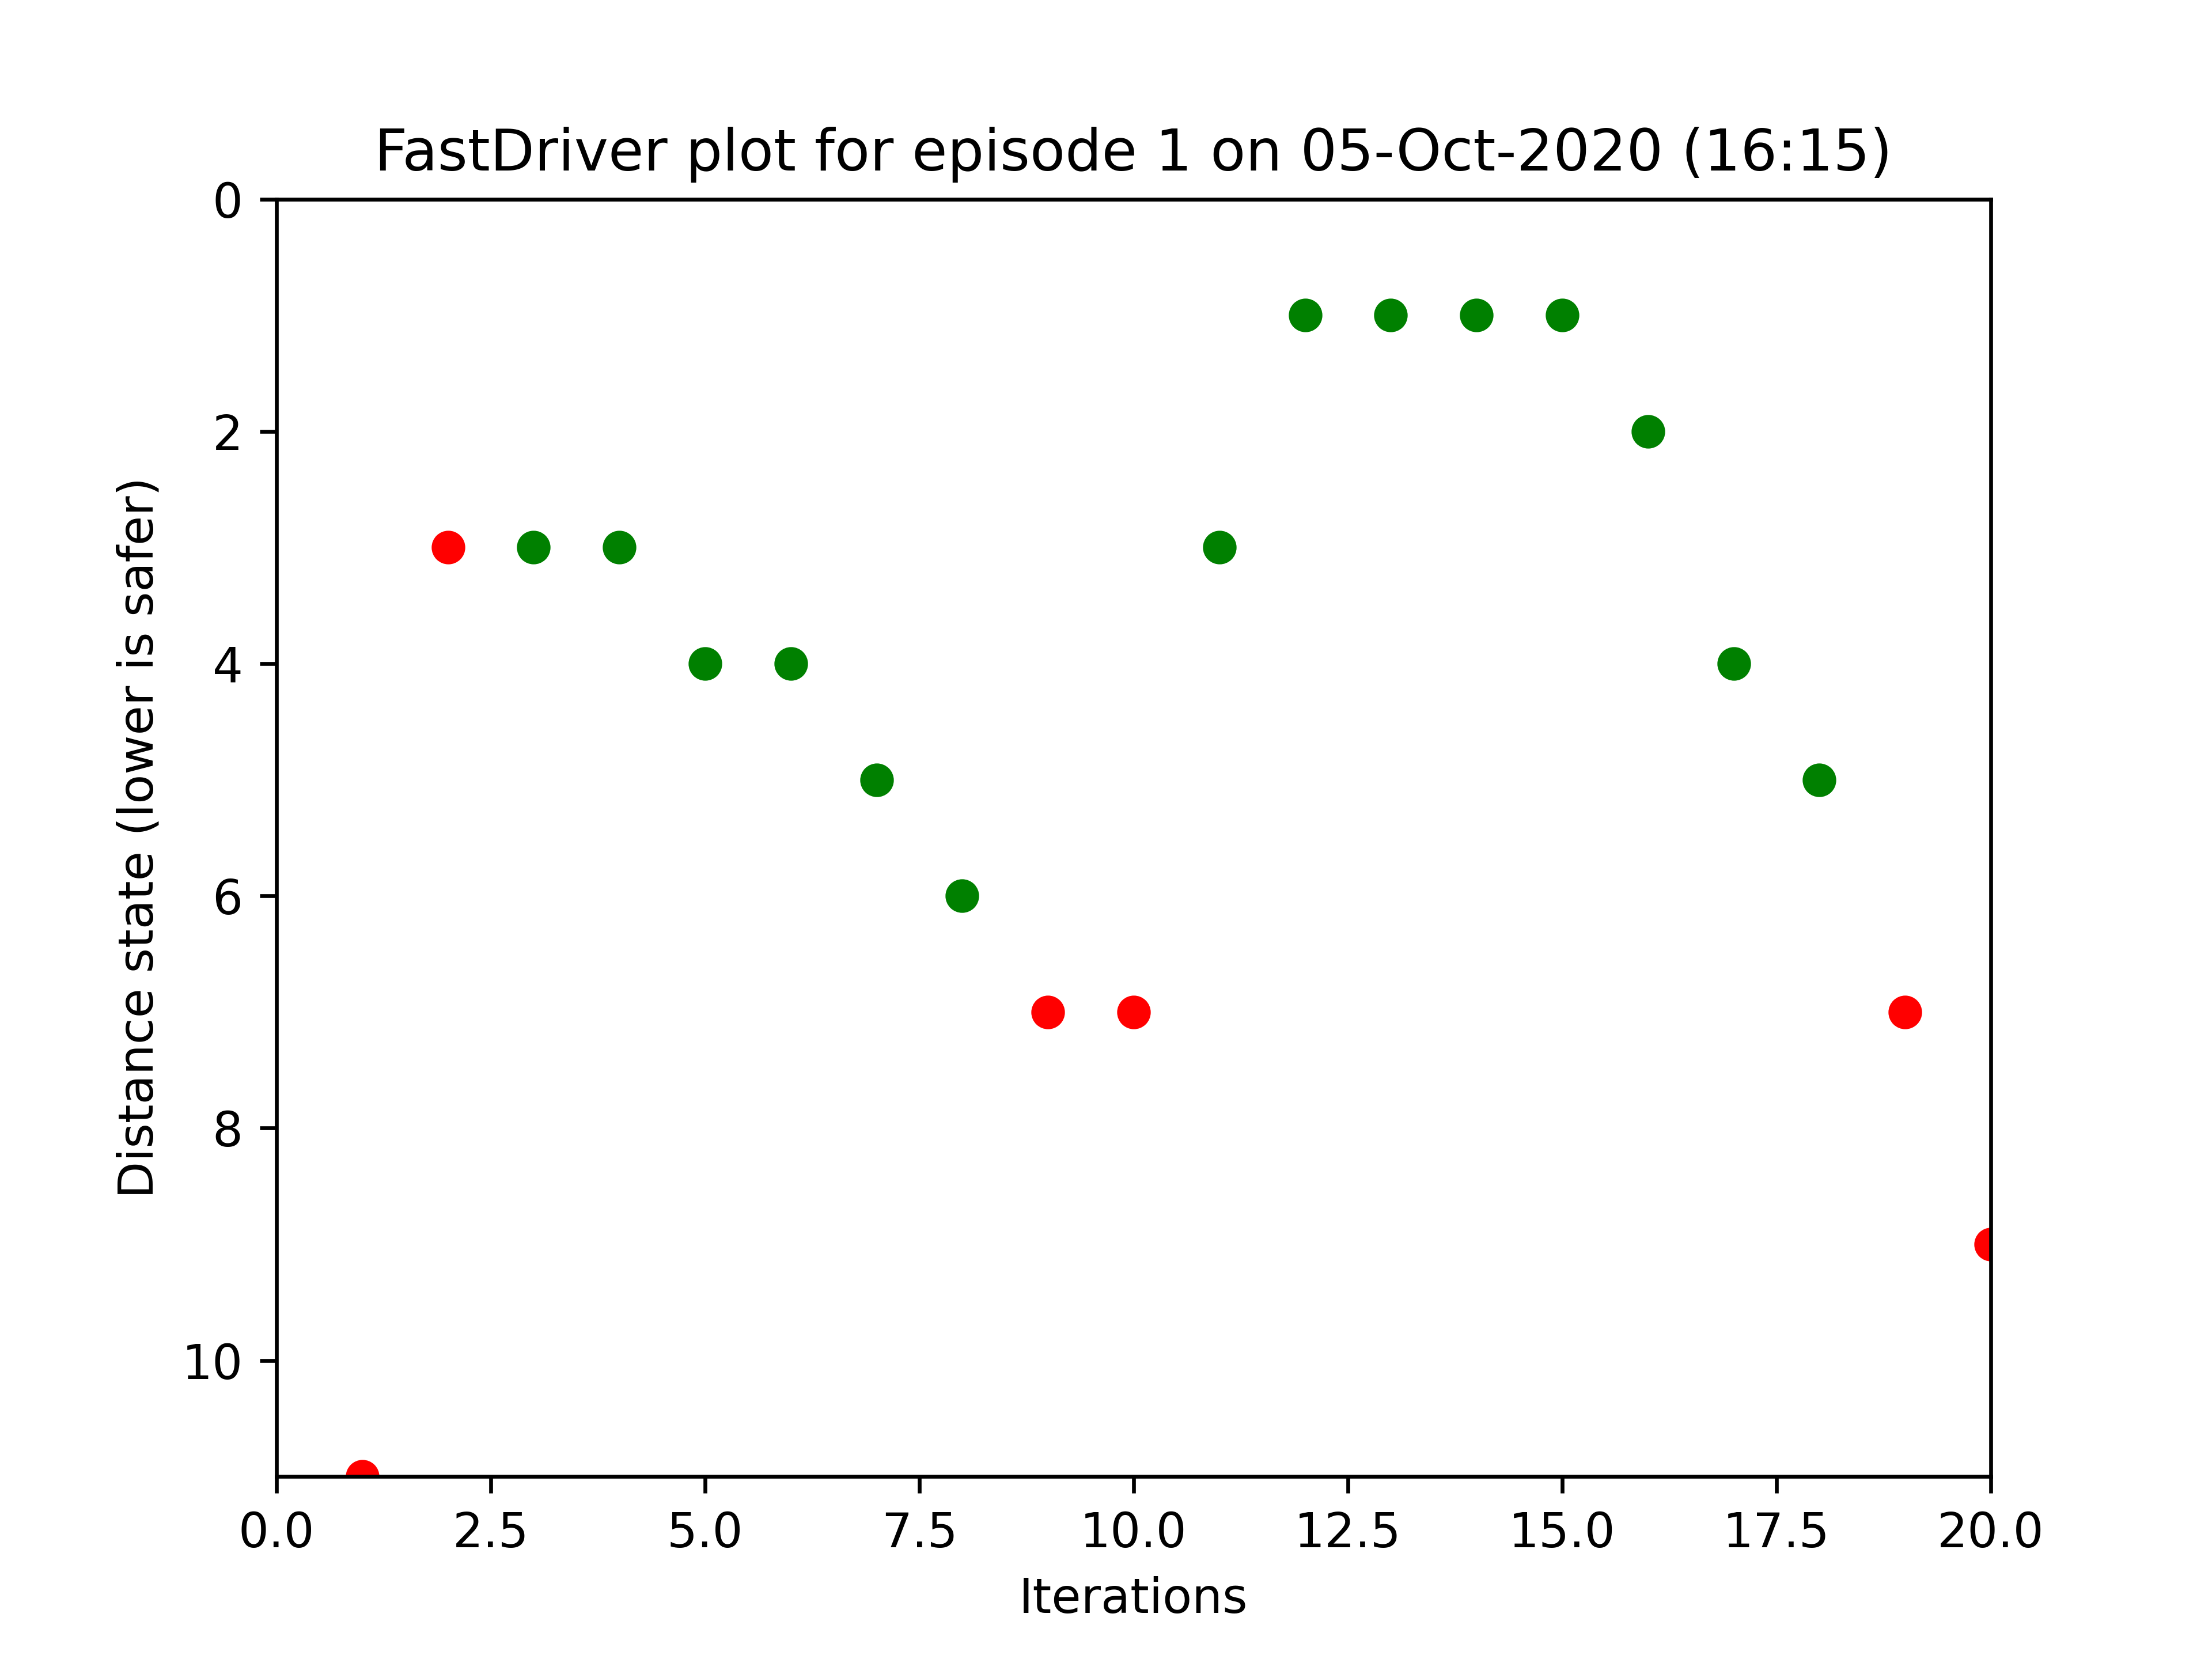 FastDriver plot for episode 1 on 05-Oct-2020 (16:15)
0
2
4
6
8
10
Distance state (lower is safer)
0.0 2.5 5.0 7.5 10.0 12.5 15.0 17.5 20.0
Iterations